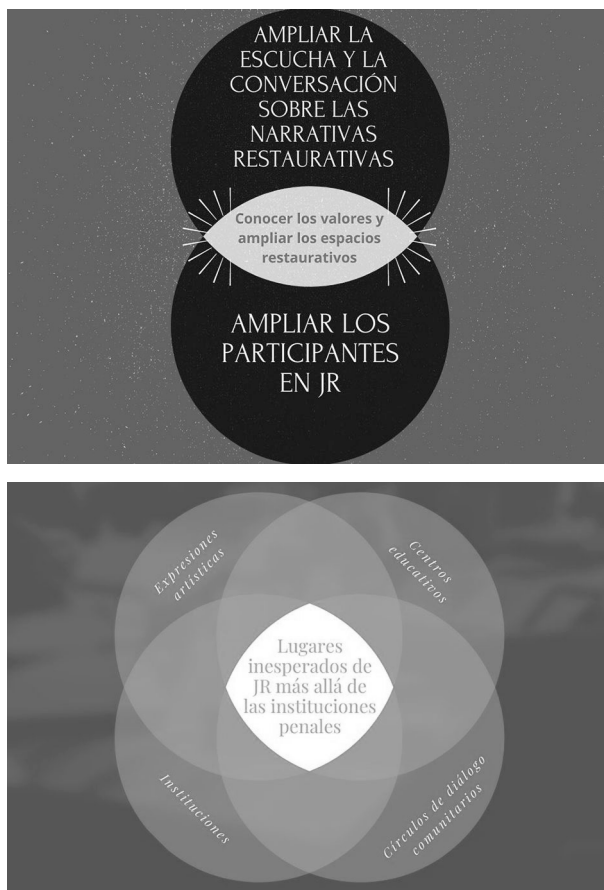 AMPLIAR LA
ESCUCHA Y LA
CONVERSACIÓN
SOBRE LAS
NARRATIVAS
RESTAURATIVAS
Conocer los valores y
ampliar los espacios
restaurativos
AMPLIAR LOS
PARTICIPANTES
EN JR
Expresiones
artísticas
Centros
educativos
Lugares
inesperados de
JR más allá de
las instituciones
penales
Instituciones
Círculos de diálogo
comunitarios